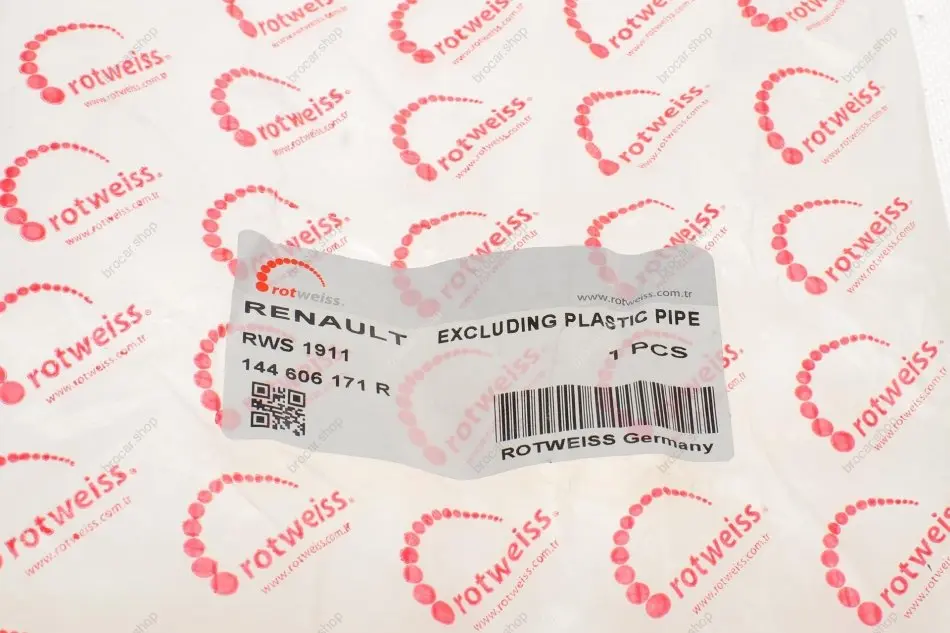 rotweiss.
www.rotweiss.com.tr
RENAULT
EXCLUDING PLASTIC PIPE
RWS 1911
1 PCS
144 606 171 R
ROTWEISS Germany
rotweiss.
www.rotweiss.com.tr
brocar.shop